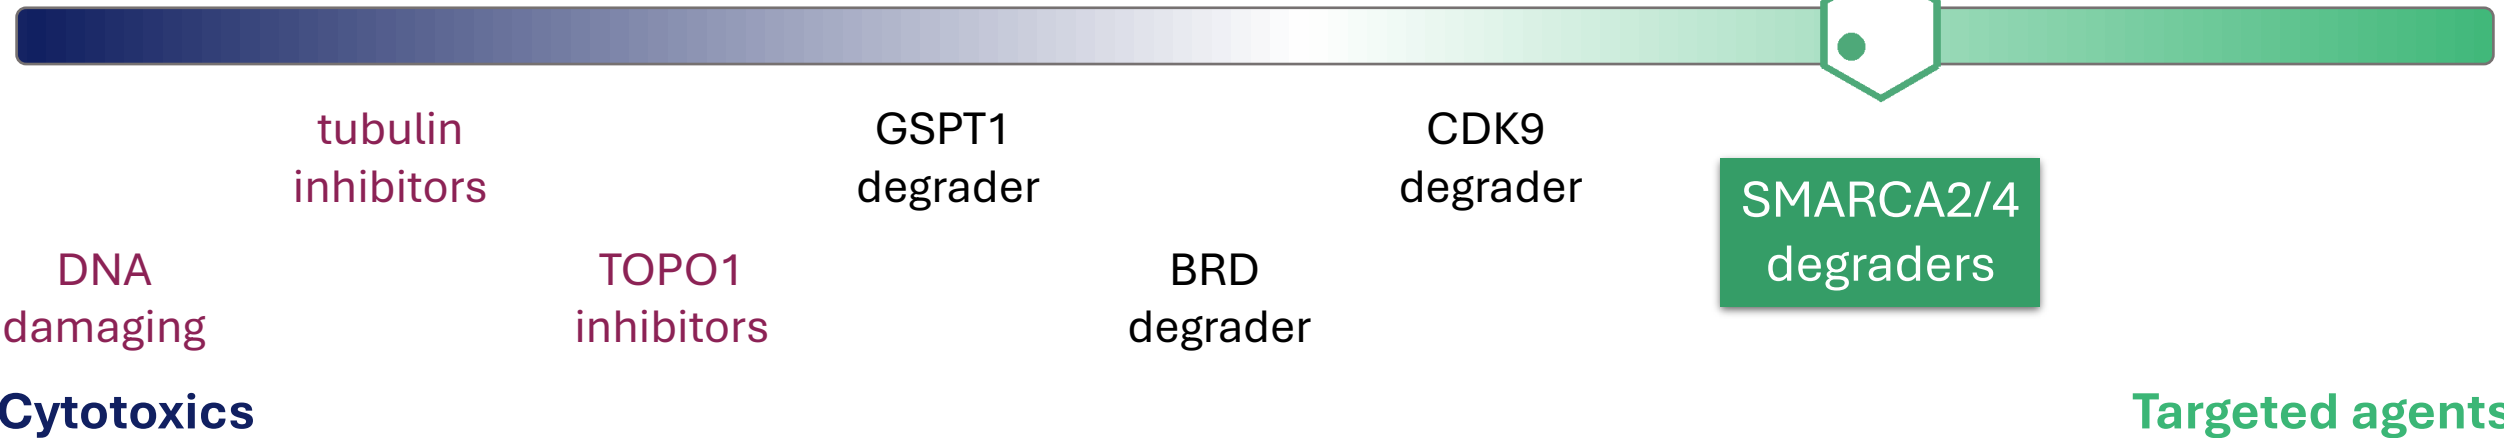 tubulin
inhibitors
GSPT1
degrader
CDK9
degrader
SMARCA2/4
degraders
DNA
damaging
TOPO1
inhibitors
BRD
degrader
Cytotoxics
Targeted agents